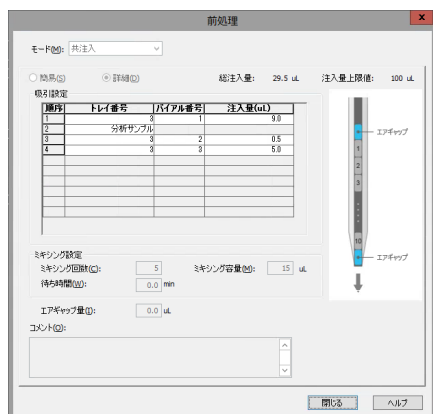 前処理
x
モード(M): 共注入
簡易(S) 詳細(D) 総注入量: 29.5 uL 注入量上限値: 100 uL
吸引設定
順序 トレイ番号 バイアル番号 注入量(uL)
1 3 1 9.0
2 分析サンプル
3 3 2 0.5
4 3 3 5.0
エアギャップ
1
2
3
10
エアギャップ
ミキシング設定
ミキシング回数(C): 5 ミキシング容量(M): 15 uL
待ち時間(W): 0.0 min
エアギャップ量(I): 0.0 uL
コメント(O):
閉じる ヘルプ